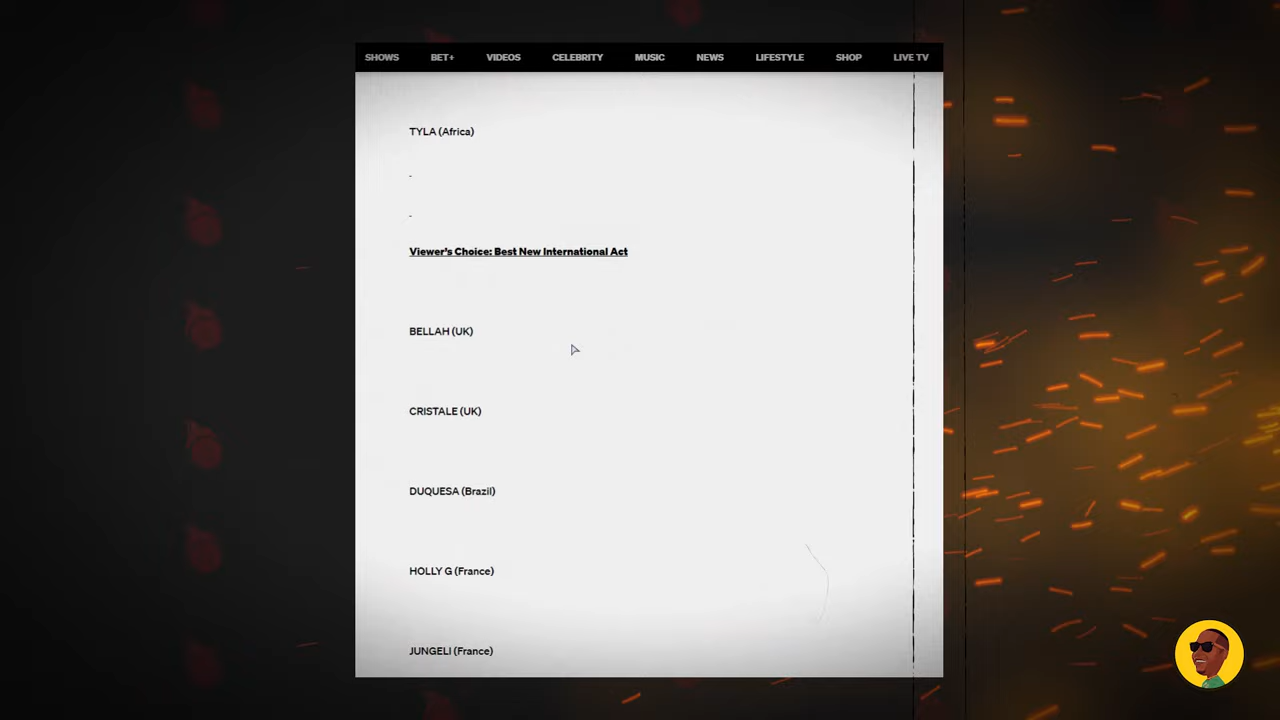 SHOWS BET+ VIDEOS CELEBRITY MUSIC NEWS LIFESTYLE SHOP LIVE TV
TYLA (Africa)
-
-
Viewer's Choice: Best New International Act
BELLAH (UK)
CRISTALE (UK)
DUQUESA (Brazil)
HOLLY G (France)
JUNGELI (France)